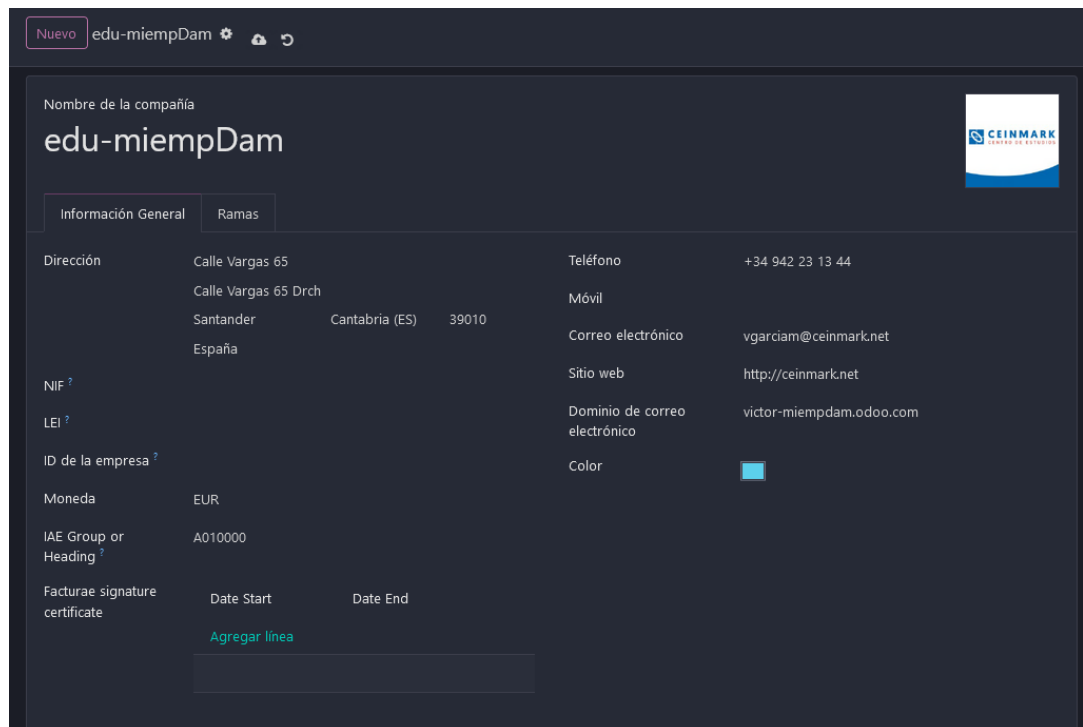 Nuevo edu-miempDam
Nombre de la compañía
edu-miempDam
CEINMARK
CENTRO DE ESTUDIOS
Información General Ramas
Dirección Calle Vargas 65
Calle Vargas 65 Drch
Santander Cantabria (ES) 39010
España
NIF ?
LEI ?
ID de la empresa ?
Moneda EUR
IAE Group or
Heading ? A010000
Facturae signature
certificate
Date Start Date End
Agregar línea
Teléfono +34 942 23 13 44
Móvil
Correo electrónico vgarciam@ceinmark.net
Sitio web http://ceinmark.net
Dominio de correo
electrónico victor-miempdam.odoo.com
Color